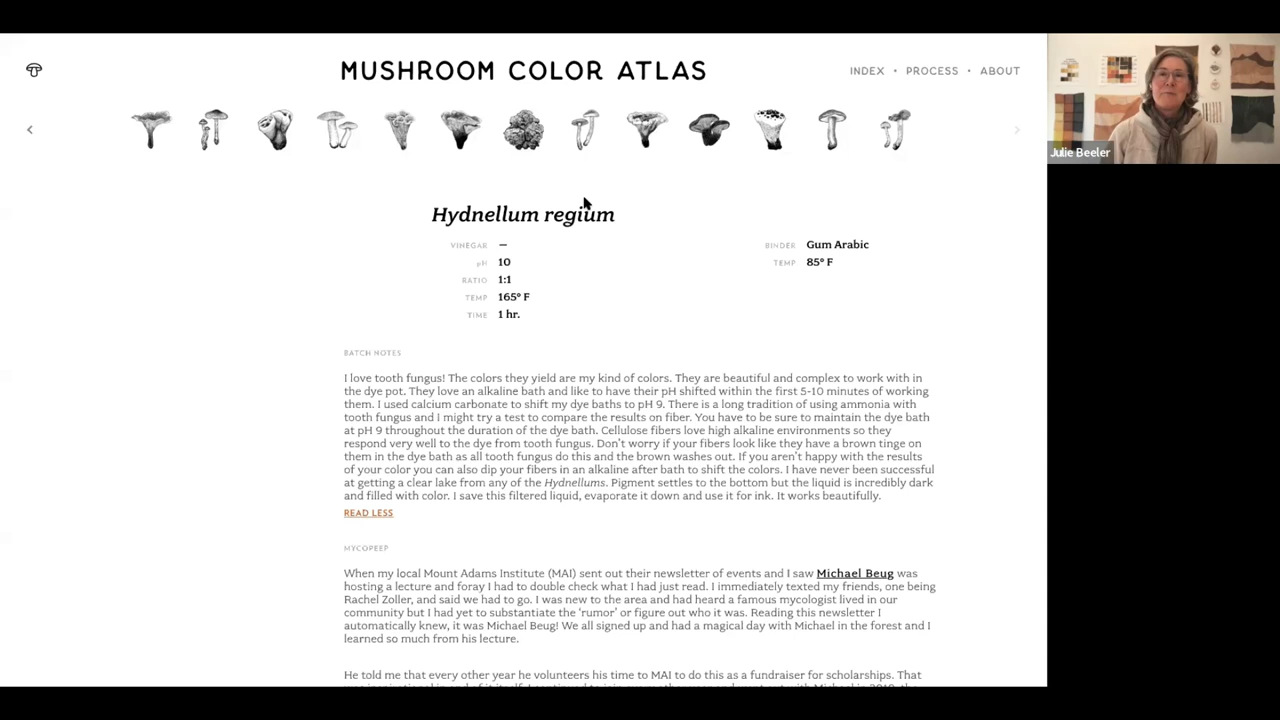 MUSHROOM COLOR ATLAS
INDEX • PROCESS • ABOUT
Julie Beeler
Hydnellum regium
VINEGAR —
pH 10
RATIO 1:1
TEMP 165° F
TIME 1 hr.
BINDER Gum Arabic
TEMP 85° F
BATCH NOTES
I love tooth fungus! The colors they yield are my kind of colors. They are beautiful and complex to work with in
the dye pot. They love an alkaline bath and like to have their pH shifted within the first 5-10 minutes of working
them. I used calcium carbonate to shift my dye baths to pH 9. There is a long tradition of using ammonia with
tooth fungus and I might try a test to compare the results on fiber. You have to be sure to maintain the dye bath
at pH 9 throughout the duration of the dye bath. Cellulose fibers love high alkaline environments so they
respond very well to the dye from tooth fungus. Don't worry if your fibers look like they have a brown tinge on
them in the dye bath as all tooth fungus do this and the brown washes out. If you aren't happy with the results
of your color you can also dip your fibers in an alkaline after bath to shift the colors. I have never been successful
at getting a clear lake from any of the Hydnellums. Pigment settles to the bottom but the liquid is incredibly dark
and filled with color. I save this filtered liquid, evaporate it down and use it for ink. It works beautifully.
READ LESS
MYCOPEEP
When my local Mount Adams Institute (MAI) sent out their newsletter of events and I saw Michael Beug was
hosting a lecture and foray I had to double check what I had just read. I immediately texted my friends, one being
Rachel Zoller, and said we had to go. I was new to the area and had heard a famous mycologist lived in our
community but I had yet to substantiate the ‘rumor’ or figure out who it was. Reading this newsletter I
automatically knew, it was Michael Beug! We all signed up and had a magical day with Michael in the forest and I
learned so much from his lecture.
He told me that every other year he volunteers his time to MAI to do this as a fundraiser for scholarships. That